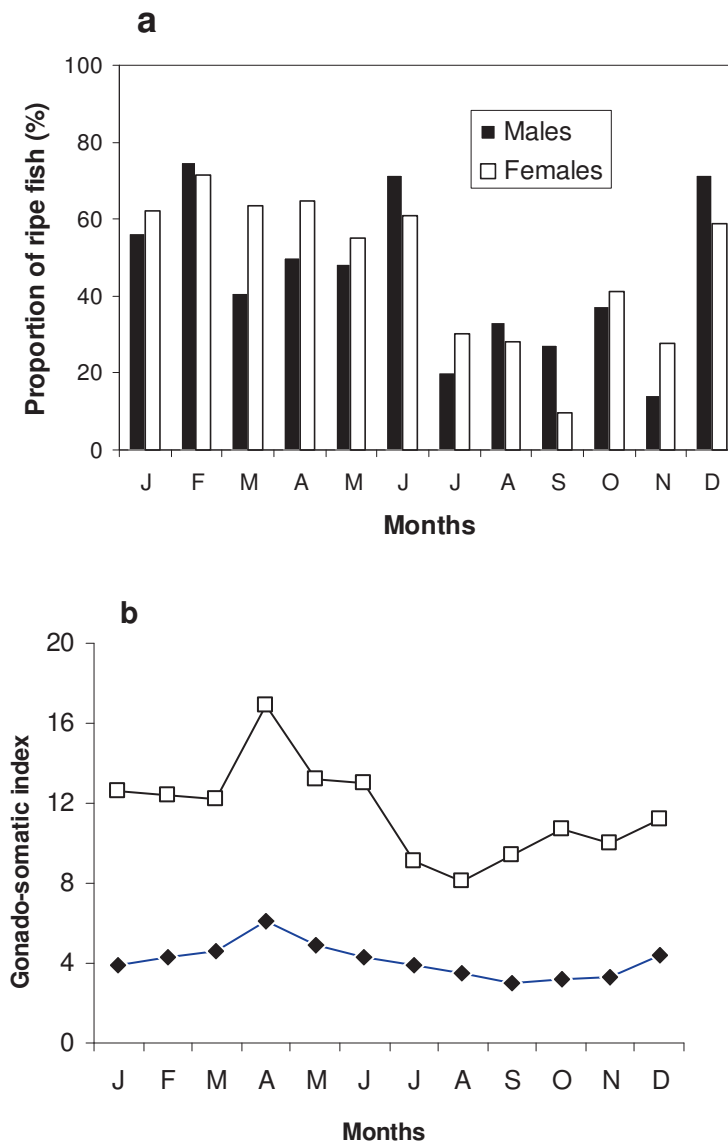 a
Proportion of ripe fish (%)
100
80
60
40
20
0
Males
Females
J F M A M J J A S O N D
Months
b
Gonado-somatic index
20
16
12
8
4
0
J F M A M J J A S O N D
Months